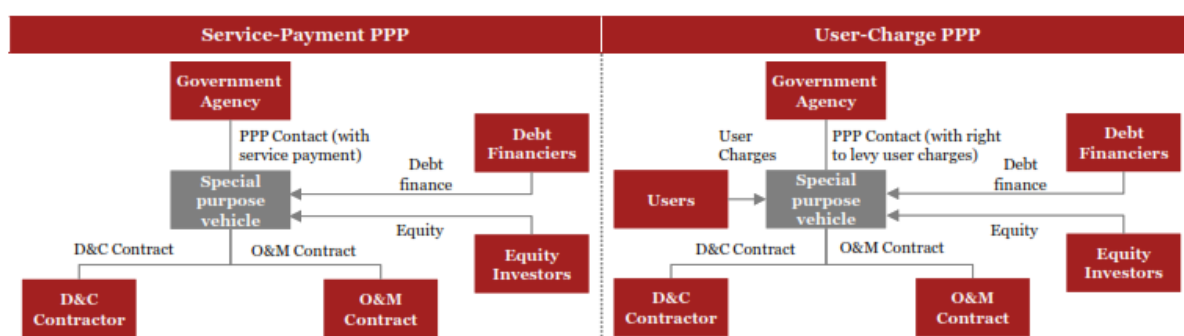 Service-Payment PPP
Government
Agency
PPP Contact (with
service payment)
Debt
Financiers
Debt
finance
Special
purpose
vehicle
Equity
D&C Contract
O&M Contract
Equity
Investors
D&C
Contractor
O&M
Contract
User-Charge PPP
Government
Agency
User
Charges
PPP Contact (with right
to levy user charges)
Debt
Financiers
Debt
finance
Users
Special
purpose
vehicle
Equity
D&C Contract
O&M Contract
Equity
Investors
D&C
Contractor
O&M
Contract